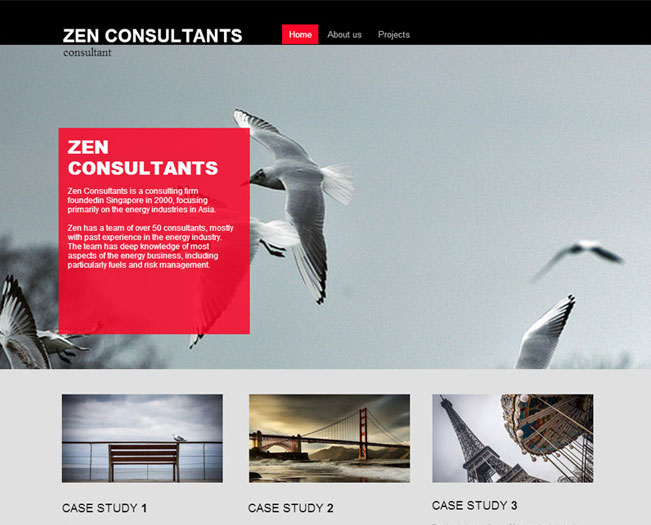 ZEN CONSULTANTS
Home About us Projects
consultant
ZEN
CONSULTANTS
Zen Consultants is a consulting firm
foundedin Singapore in 2000, focusing
primarily on the energy industries in Asia.
Zen has a team of over 50 consultants, mostly
with past experience in the energy industry.
The team has deep knowledge of most
aspects of the energy business, including
particularly fuels and risk management.
CASE STUDY 1
CASE STUDY 2
CASE STUDY 3